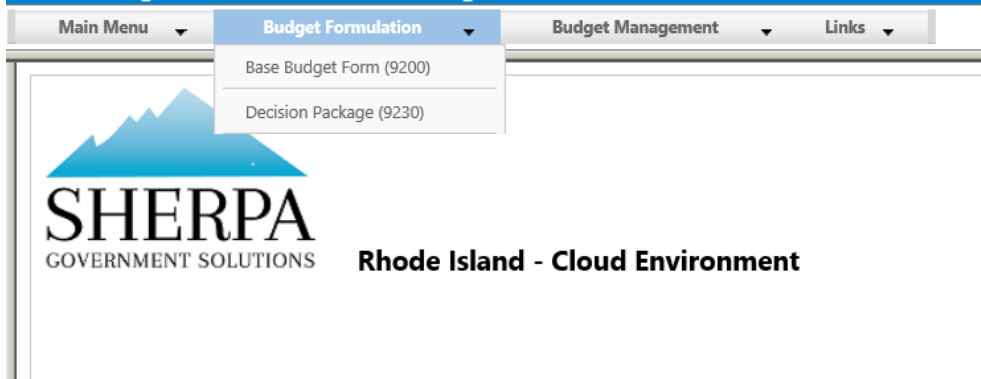 Main Menu Budget Formulation Budget Management Links
Base Budget Form (9200)
Decision Package (9230)
SHERPA
GOVERNMENT SOLUTIONS
Rhode Island - Cloud Environment